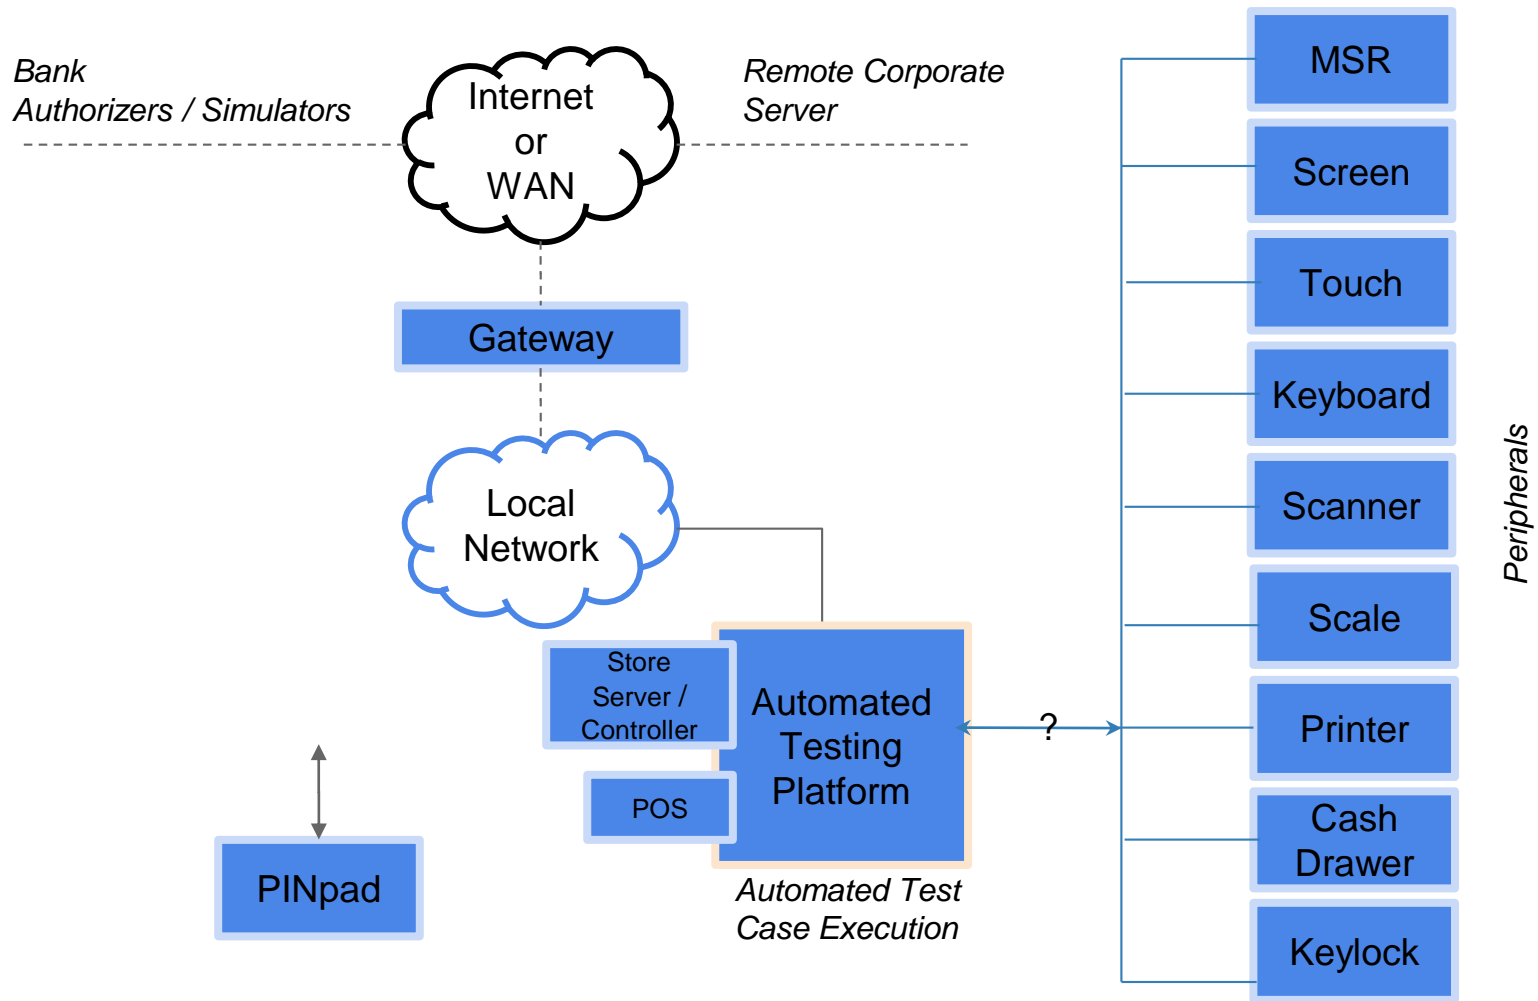 Bank
Authorizers / Simulators
Internet
or
WAN
Remote Corporate
Server
Gateway
Local
Network
Store
Server /
Controller
POS
Automated
Testing
Platform
?
Automated Test
Case Execution
PINpad
MSR
Screen
Touch
Keyboard
Scanner
Scale
Printer
Cash
Drawer
Keylock
Peripherals